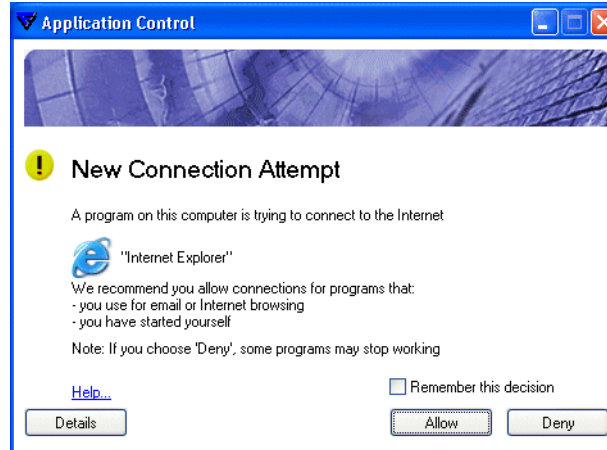 Application Control
New Connection Attempt
A program on this computer is trying to connect to the Internet
"Internet Explorer"
We recommend you allow connections for programs that:
- you use for email or Internet browsing
- you have started yourself
Note: If you choose 'Deny', some programs may stop working
Help...
Remember this decision
Details
Allow
Deny